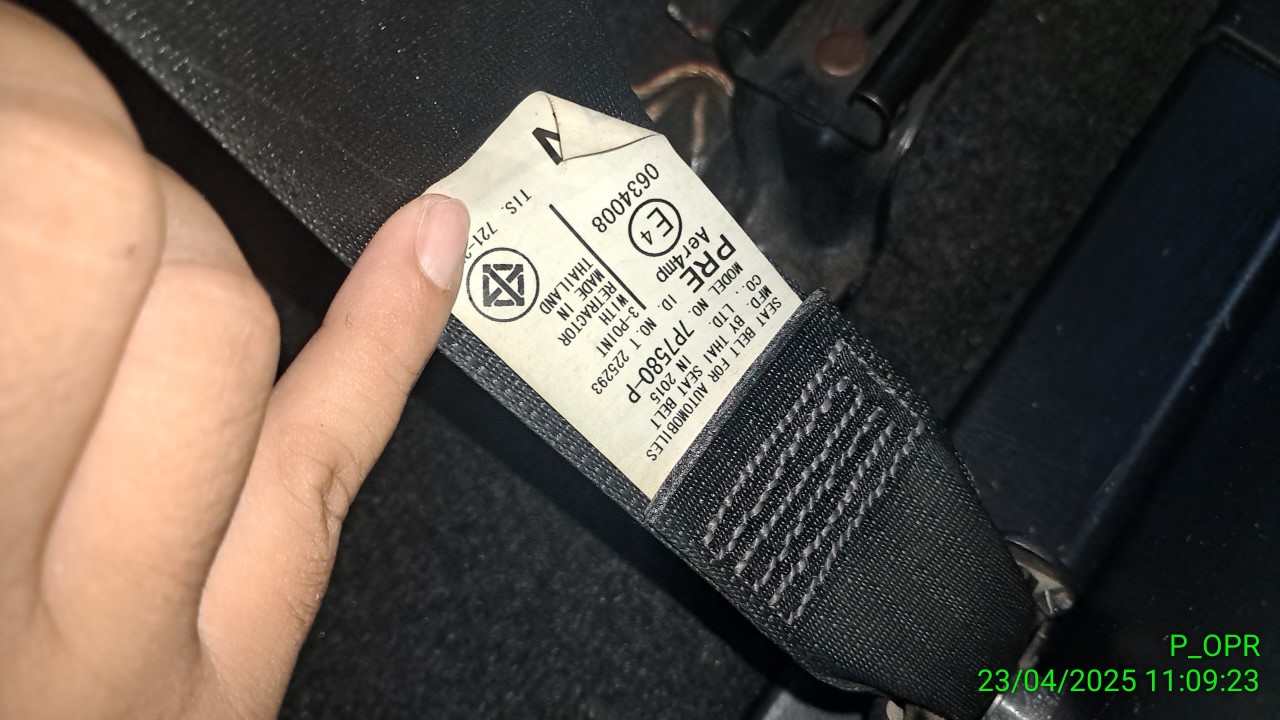 SEAT BELT FOR AUTOMOBILES
MFD. BY THAI SEAT BELT
CO., LTD. IN 2015
MODEL NO. 7P7580-P
PRE ID NO. T 225293
Aer4mp 3-POINT
E4 WITH
RETRACTOR
0634008 MADE IN
THAILAND
TIS. 721-2
P_OPR
23/04/2025 11:09:23